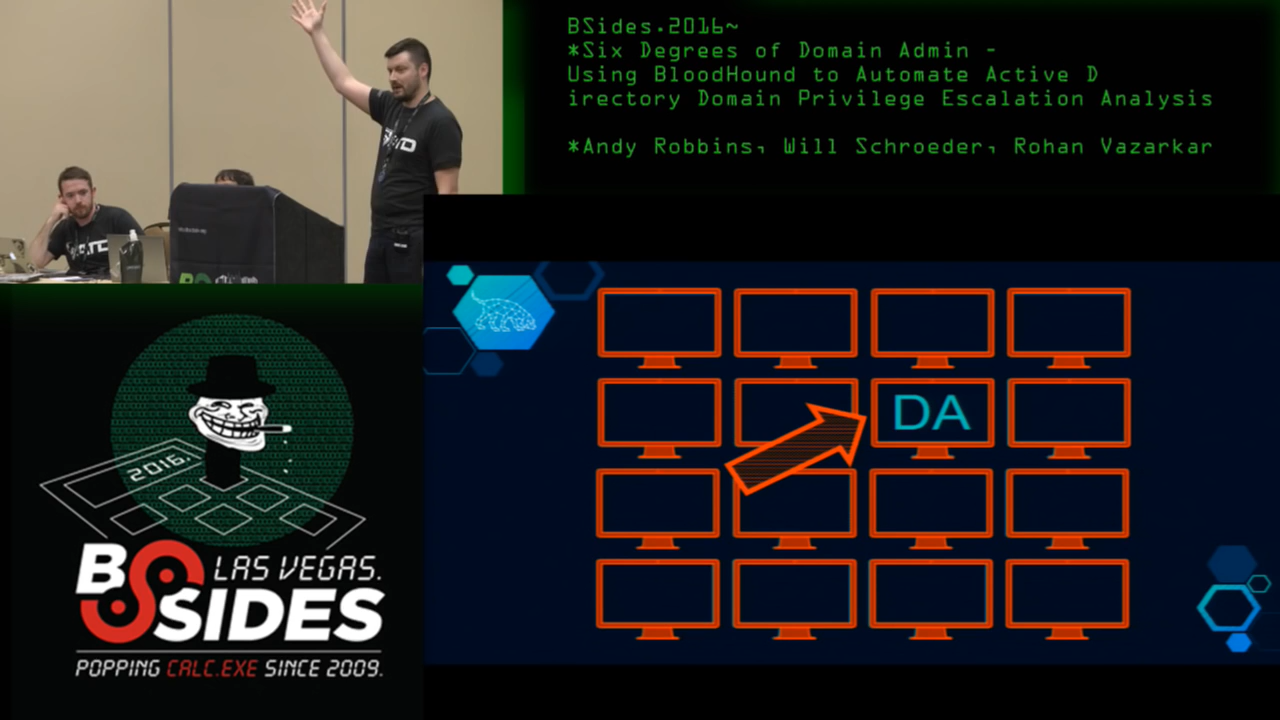 BSides.2016~
*Six Degrees of Domain Admin -
Using BloodHound to Automate Active D
irectory Domain Privilege Escalation Analysis
*Andy Robbins, Will Schroeder, Rohan Vazarkar
DA
2016.
BSIDES
LAS VEGAS.
POPPING CALC.EXE SINCE 2009.